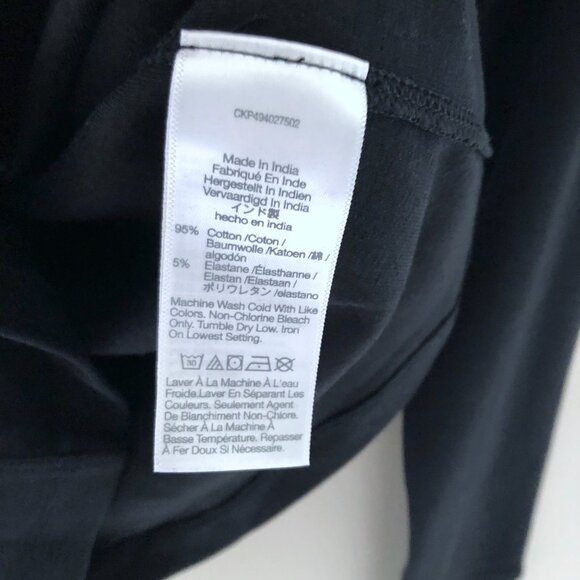 CKP494027502
Made In India
Fabriqué En Inde
Hergestellt In Indien
Vervaardigd In India
インド製
hecho en india
95% Cotton /Coton /
Baumwolle /Katoen /綿 /
algodón
5% Elastane /Élasthanne /
Elastan /Elastaan /
ポリウレタン /elastano
Machine Wash Cold With Like
Colors. Non-Chlorine Bleach
Only. Tumble Dry Low. Iron
On Lowest Setting.
30
Laver À La Machine À L'eau
Froide.Laver En Séparant Les
Couleurs. Seulement Agent
De Blanchiment Non-Chlore.
Sécher À La Machine À
Basse Température. Repasser
À Fer Doux Si Nécessaire.